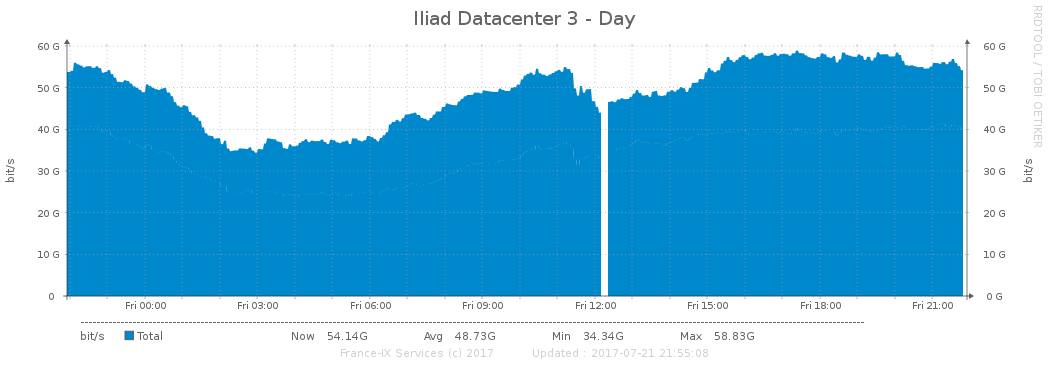 Iliad Datacenter 3 - Day
RRDTOOL / TOBI OETIKER
60 G 60 G
50 G 50 G
40 G 40 G
30 G 30 G
20 G 20 G
10 G 10 G
0 0 G
bit/s bit/s
Fri 00:00 Fri 03:00 Fri 06:00 Fri 09:00 Fri 12:00 Fri 15:00 Fri 18:00 Fri 21:00
bit/s Total Now 54.14G Avg 48.73G Min 34.34G Max 58.83G
France-IX Services (c) 2017 Updated : 2017-07-21 21:55:08